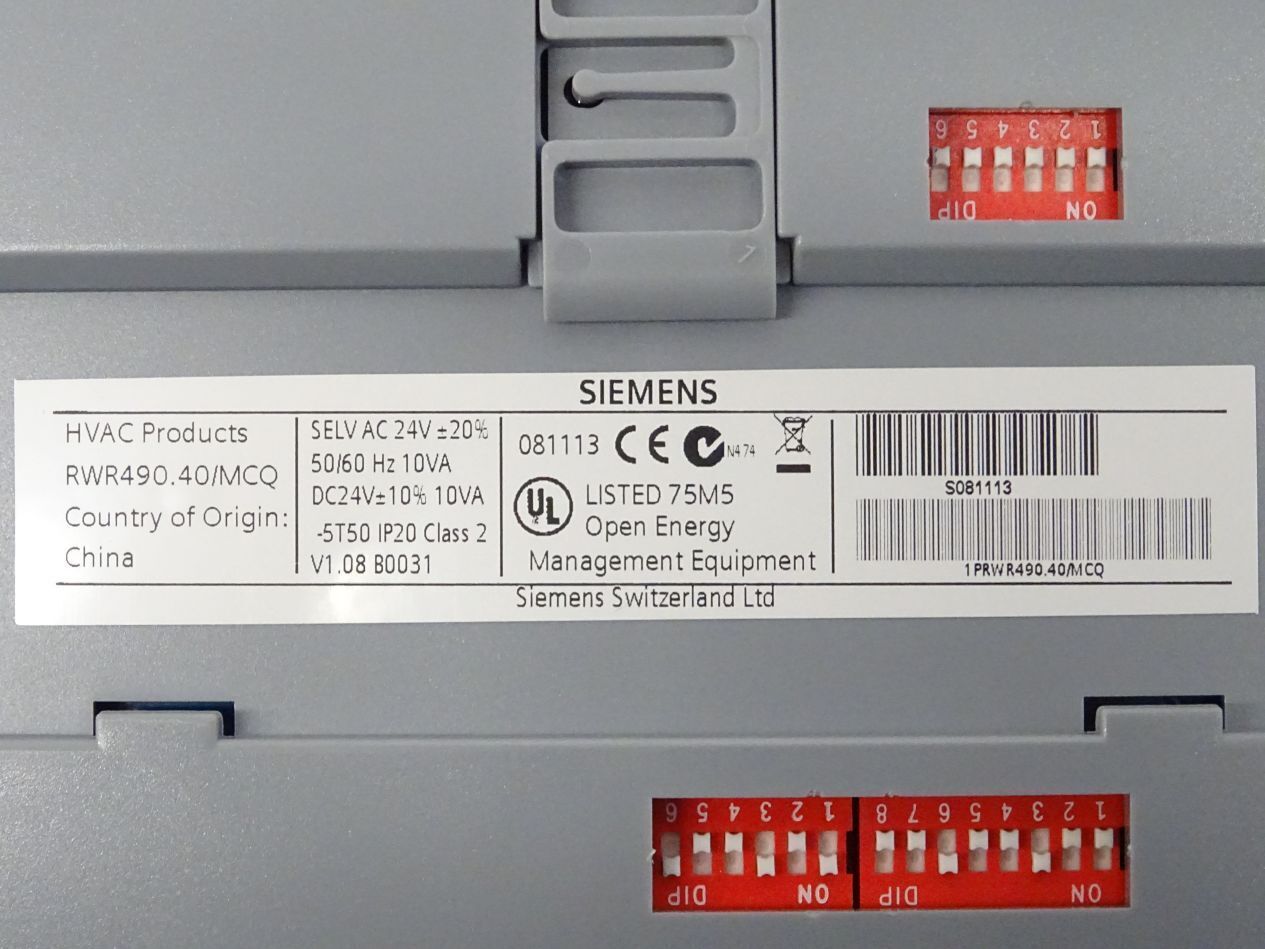 6 5 4 3 2 1
DIP ON
SIEMENS
HVAC Products
RWR490.40/MCQ
Country of Origin:
China
SELV AC 24V ±20%
50/60 Hz 10VA
DC24V±10% 10VA
-5T50 IP20 Class 2
V1.08 B0031
081113 CE N474
UL LISTED 75M5
Open Energy
Management Equipment
S081113
1PRWR490.40/MCQ
Siemens Switzerland Ltd
6 5 4 3 2 1 8 7 6 5 4 3 2 1
DIP ON DIP ON